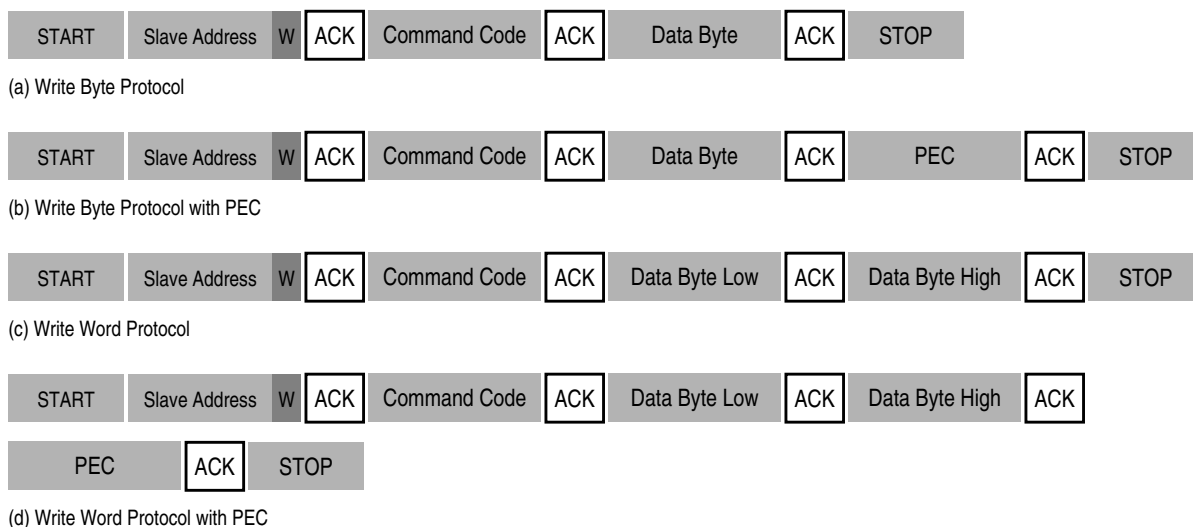 START Slave Address W ACK Command Code ACK Data Byte ACK STOP
(a) Write Byte Protocol
START Slave Address W ACK Command Code ACK Data Byte ACK PEC ACK STOP
(b) Write Byte Protocol with PEC
START Slave Address W ACK Command Code ACK Data Byte Low ACK Data Byte High ACK STOP
(c) Write Word Protocol
START Slave Address W ACK Command Code ACK Data Byte Low ACK Data Byte High ACK
PEC ACK STOP
(d) Write Word Protocol with PEC